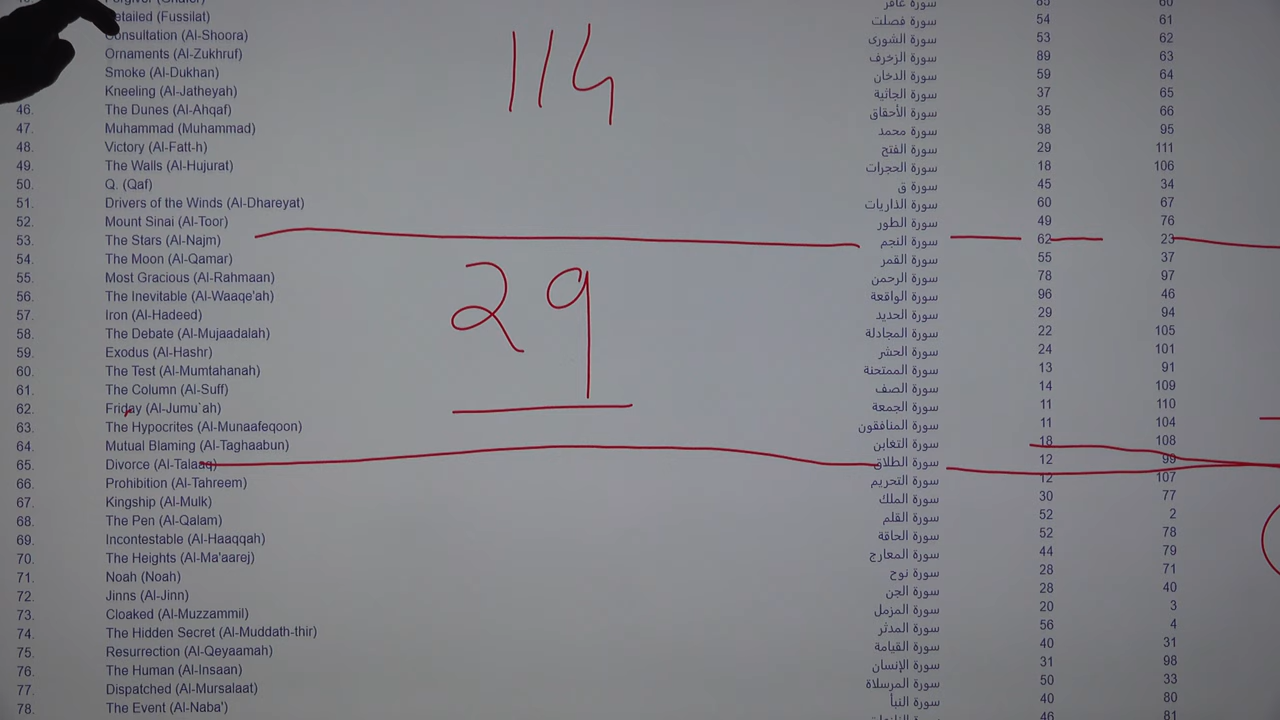 Detailed (Fussilat) سورة فصلت 54 61
Consultation (Al-Shoora) سورة الشورى 53 62
Ornaments (Al-Zukhruf) سورة الزخرف 89 63
Smoke (Al-Dukhan) سورة الدخان 59 64
Kneeling (Al-Jatheyah) سورة الجاثية 37 65
46. The Dunes (Al-Ahqaf) سورة الأحقاف 35 66
47. Muhammad (Muhammad) سورة محمد 38 95
48. Victory (Al-Fatt-h) سورة الفتح 29 111
49. The Walls (Al-Hujurat) سورة الحجرات 18 106
50. Q. (Qaf) سورة ق 45 34
51. Drivers of the Winds (Al-Dhareyat) سورة الذاريات 60 67
52. Mount Sinai (Al-Toor) سورة الطور 49 76
53. The Stars (Al-Najm) سورة النجم 62 23
54. The Moon (Al-Qamar) سورة القمر 55 37
55. Most Gracious (Al-Rahmaan) سورة الرحمن 78 97
56. The Inevitable (Al-Waaqe'ah) سورة الواقعة 96 46
57. Iron (Al-Hadeed) سورة الحديد 29 94
58. The Debate (Al-Mujaadalah) سورة المجادلة 22 105
59. Exodus (Al-Hashr) سورة الحشر 24 101
60. The Test (Al-Mumtahanah) سورة الممتحنة 13 91
61. The Column (Al-Suff) سورة الصف 14 109
62. Friday (Al-Jumu`ah) سورة الجمعة 11 110
63. The Hypocrites (Al-Munaafeqoon) سورة المنافقون 11 104
64. Mutual Blaming (Al-Taghaabun) سورة التغابن 18 108
65. Divorce (Al-Talaaq) سورة الطلاق 12 99
66. Prohibition (Al-Tahreem) سورة التحريم 12 107
67. Kingship (Al-Mulk) سورة الملك 30 77
68. The Pen (Al-Qalam) سورة القلم 52 2
69. Incontestable (Al-Haaqqah) سورة الحاقة 52 78
70. The Heights (Al-Ma'aarej) سورة المعارج 44 79
71. Noah (Noah) سورة نوح 28 71
72. Jinns (Al-Jinn) سورة الجن 28 40
73. Cloaked (Al-Muzzammil) سورة المزمل 20 3
74. The Hidden Secret (Al-Muddath-thir) سورة المدثر 56 4
75. Resurrection (Al-Qeyaamah) سورة القيامة 40 31
76. The Human (Al-Insaan) سورة الإنسان 31 98
77. Dispatched (Al-Mursalaat) سورة المرسلاة 50 33
78. The Event (Al-Naba') سورة النبأ 40 80
46 81
114
29